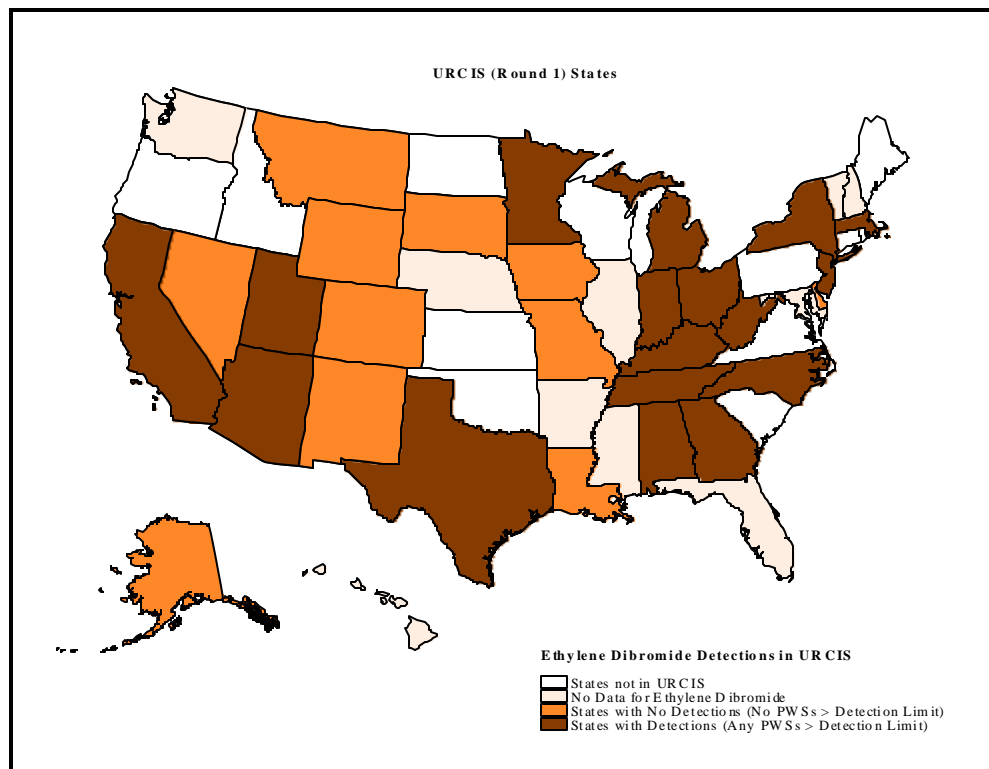 URCIS (Round 1) States
Ethylene Dibromide Detections in URCIS
States not in URCIS
No Data for Ethylene Dibromide
States with No Detections (No PWSs > Detection Limit)
States with Detections (Any PWSs > Detection Limit)